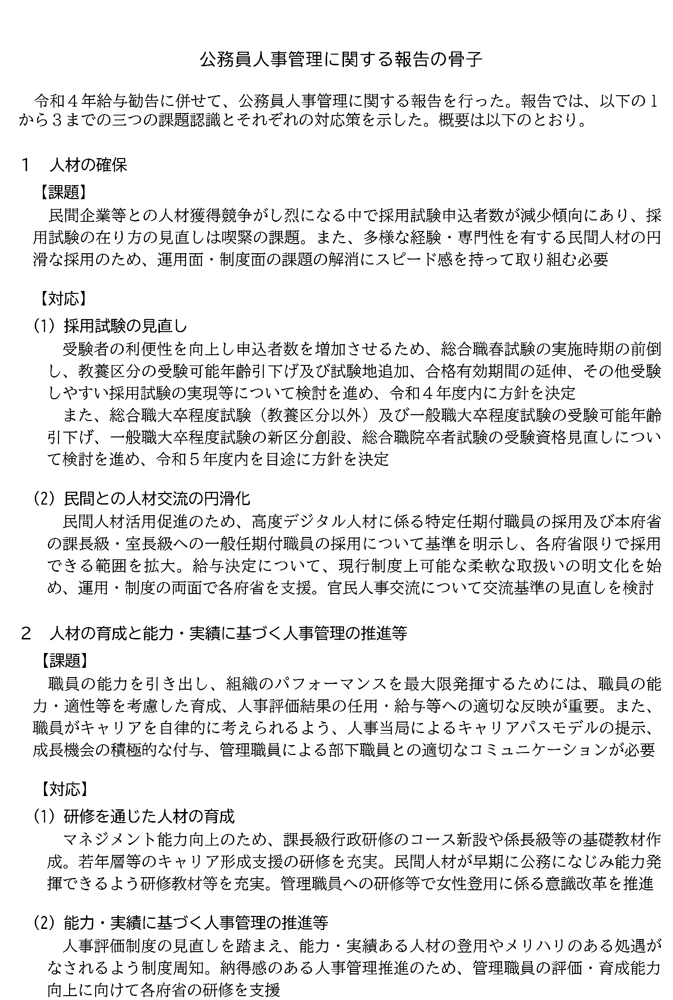 公務員人事管理に関する報告の骨子
令和４年給与勧告に併せて、公務員人事管理に関する報告を行った。報告では、以下の１
から３までの三つの課題認識とそれぞれの対応策を示した。概要は以下のとおり。
１　人材の確保
【課題】
民間企業等との人材獲得競争がし烈になる中で採用試験申込者数が減少傾向にあり、採
用試験の在り方の見直しは喫緊の課題。また、多様な経験・専門性を有する民間人材の円
滑な採用のため、運用面・制度面の課題の解消にスピード感を持って取り組む必要
【対応】
(1) 採用試験の見直し
受験者の利便性を向上し申込者数を増加させるため、総合職春試験の実施時期の前倒
し、教養区分の受験可能年齢引下げ及び試験地追加、合格有効期間の延伸、その他受験
しやすい採用試験の実現等について検討を進め、令和４年度内に方針を決定
また、総合職大卒程度試験（教養区分以外）及び一般職大卒程度試験の受験可能年齢
引下げ、一般職大卒程度試験の新区分創設、総合職院卒者試験の受験資格見直しについ
て検討を進め、令和５年度内を目途に方針を決定
(2) 民間との人材交流の円滑化
民間人材活用促進のため、高度デジタル人材に係る特定任期付職員の採用及び本府省
の課長級・室長級への一般任期付職員の採用について基準を明示し、各府省限りで採用
できる範囲を拡大。給与決定について、現行制度上可能な柔軟な取扱いの明文化を始
め、運用・制度の両面で各府省を支援。官民人事交流について交流基準の見直しを検討
２　人材の育成と能力・実績に基づく人事管理の推進等
【課題】
職員の能力を引き出し、組織のパフォーマンスを最大限発揮するためには、職員の能
力・適性等を考慮した育成、人事評価結果の任用・給与等への適切な反映が重要。また、
職員がキャリアを自律的に考えられるよう、人事当局によるキャリアパスモデルの提示、
成長機会の積極的な付与、管理職員による部下職員との適切なコミュニケーションが必要
【対応】
(1) 研修を通じた人材の育成
マネジメント能力向上のため、課長級行政研修のコース新設や係長級等の基礎教材作
成。若年層等のキャリア形成支援の研修を充実。民間人材が早期に公務になじみ能力発
揮できるよう研修教材等を充実。管理職員への研修等で女性登用に係る意識改革を推進
(2) 能力・実績に基づく人事管理の推進等
人事評価制度の見直しを踏まえ、能力・実績ある人材の登用やメリハリのある処遇が
なされるよう制度周知。納得感のある人事管理推進のため、管理職員の評価・育成能力
向上に向けて各府省の研修を支援